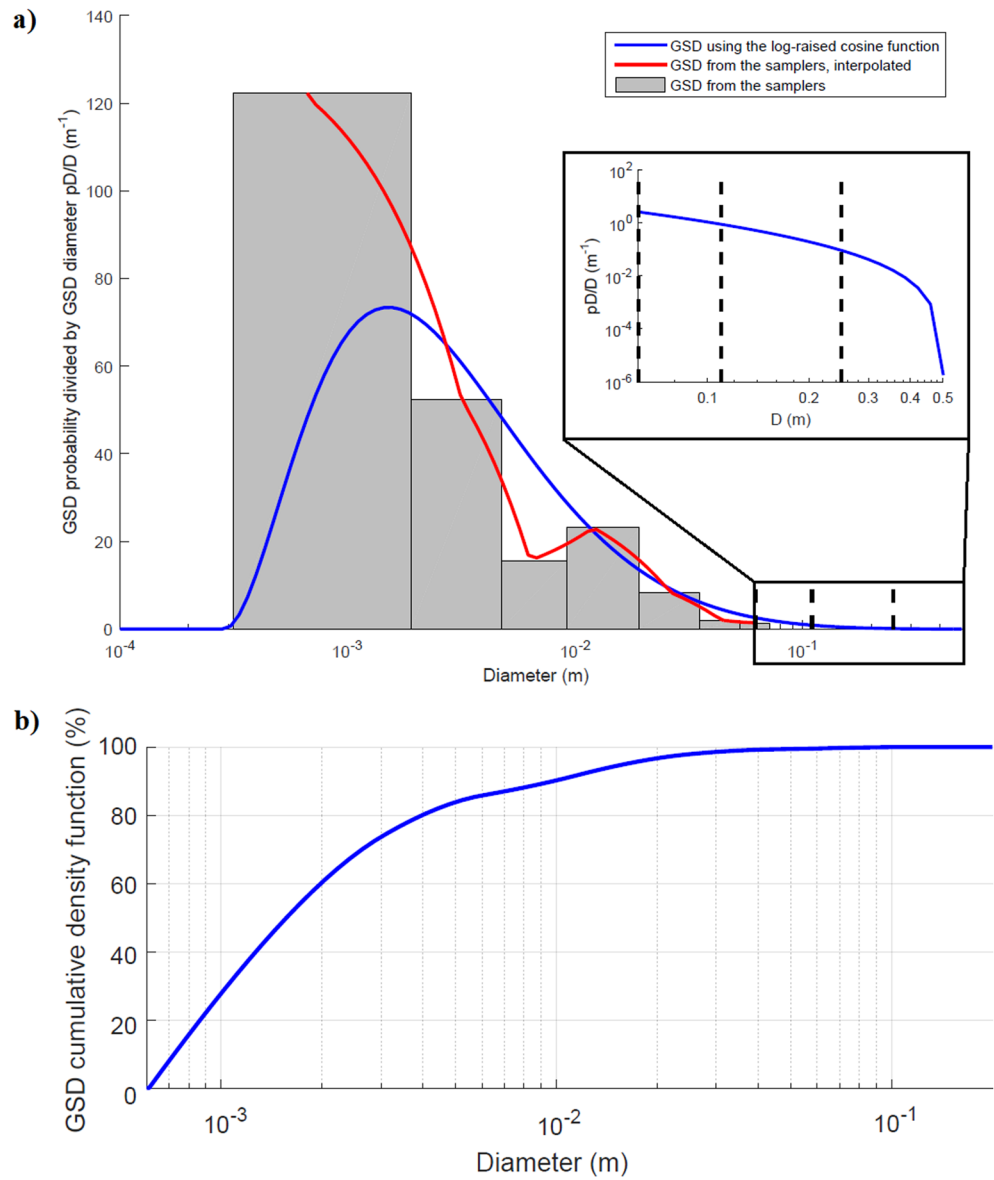 a)
GSD probability divided by GSD diameter pD/D (m⁻¹)
140
120
100
80
60
40
20
0
10⁻⁴
10⁻³
10⁻²
10⁻¹
Diameter (m)
GSD using the log-raised cosine function
GSD from the samplers, interpolated
GSD from the samplers
pD/D (m⁻¹)
10²
10⁰
10⁻²
10⁻⁴
10⁻⁶
0.1
0.2
0.3
0.4
0.5
D (m)
b)
GSD cumulative density function (%)
100
80
60
40
20
0
10⁻³
10⁻²
10⁻¹
Diameter (m)